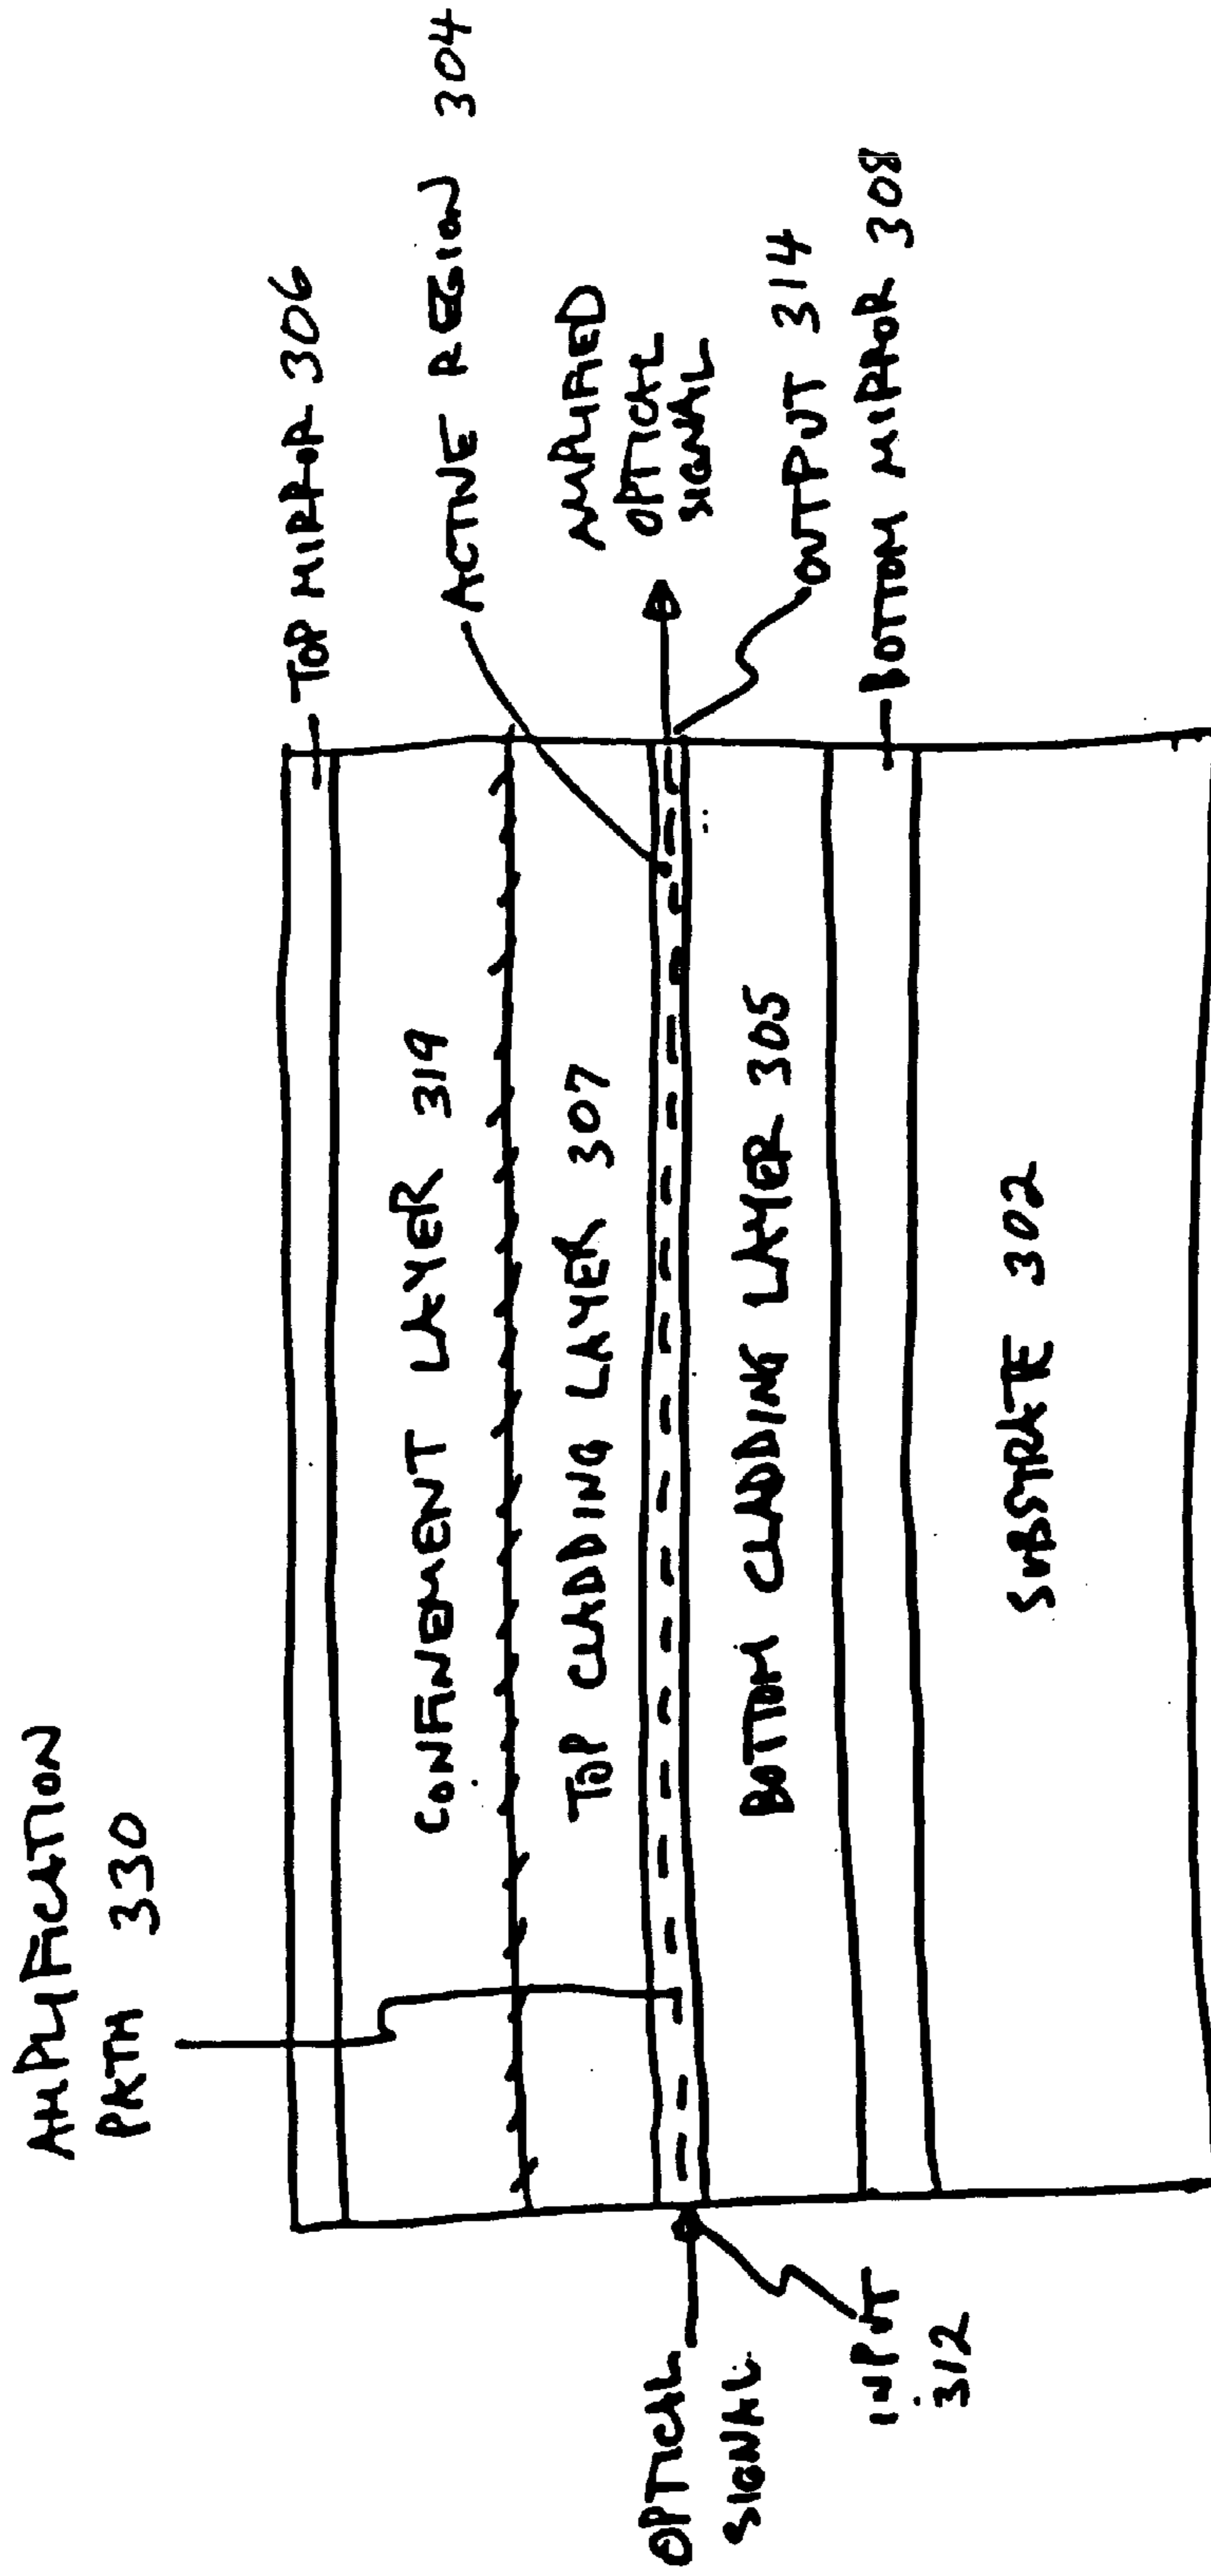 AMPLIFICATION
PATH 330
TOP MIRROR 306
CONFINEMENT LAYER 319
ACTIVE REGION 304
TOP CLADDING LAYER 307
AMPLIFIED
OPTICAL
SIGNAL
OPTICAL
SIGNAL
BOTTOM CLADDING LAYER 305
OUTPUT 314
INPUT
312
BOTTOM MIRROR 308
SUBSTRATE 302